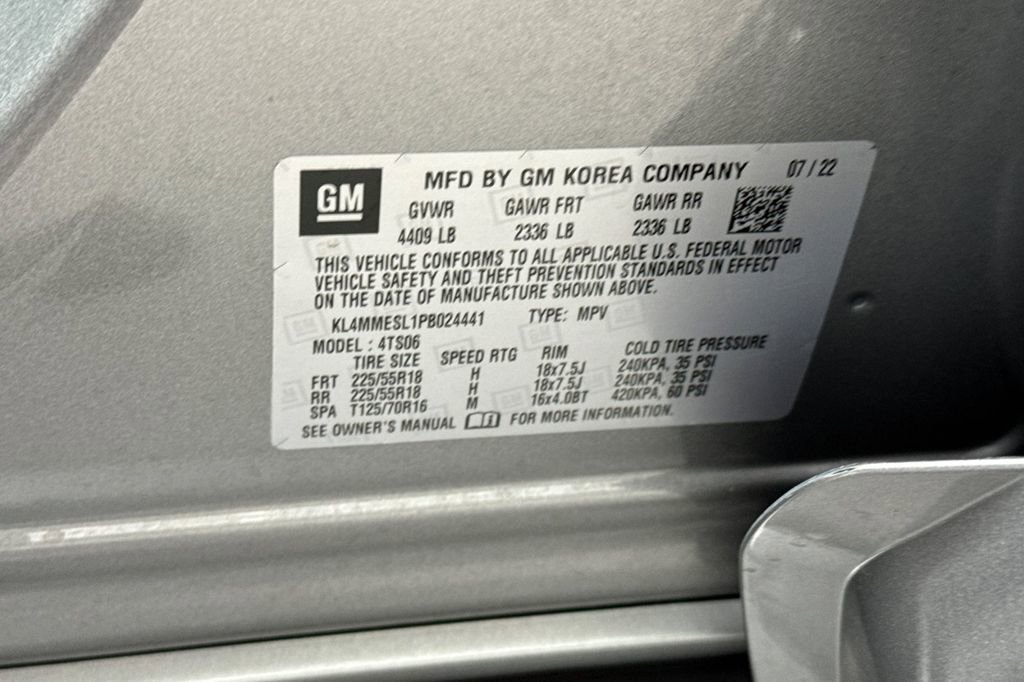 GM
MFD BY GM KOREA COMPANY 07/22
GVWR GAWR FRT GAWR RR
4409 LB 2336 LB 2336 LB
THIS VEHICLE CONFORMS TO ALL APPLICABLE U.S. FEDERAL MOTOR
VEHICLE SAFETY AND THEFT PREVENTION STANDARDS IN EFFECT
ON THE DATE OF MANUFACTURE SHOWN ABOVE.
KL4MMESL1PB024441 TYPE: MPV
MODEL : 4TS06
TIRE SIZE SPEED RTG RIM COLD TIRE PRESSURE
FRT 225/55R18 H 18x7.5J 240KPA, 35 PSI
RR 225/55R18 H 18x7.5J 240KPA, 35 PSI
SPA T125/70R16 M 16x4.0BT 420KPA, 60 PSI
SEE OWNER'S MANUAL FOR MORE INFORMATION.